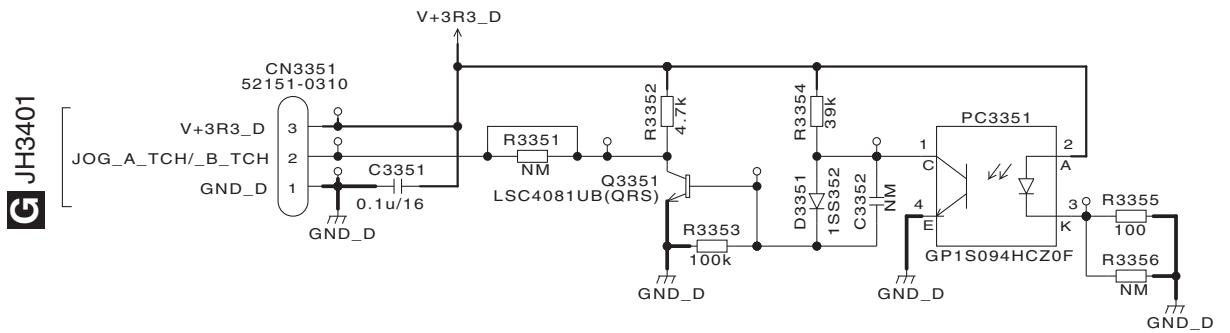 V+3R3_D
CN3351
52151-0310
G JH3401
V+3R3_D
3
JOG_A_TCH/_B_TCH
2
GND_D
1
C3351
0.1u/16
GND_D
R3351
NM
R3352
4.7k
Q3351
LSC4081UB(QRS)
R3353
100k
GND_D
R3354
39k
D3351
1SS352
C3352
NM
PC3351
1
C
2
A
4
E
3
K
GP1S094HCZ0F
GND_D
R3355
100
R3356
NM
GND_D